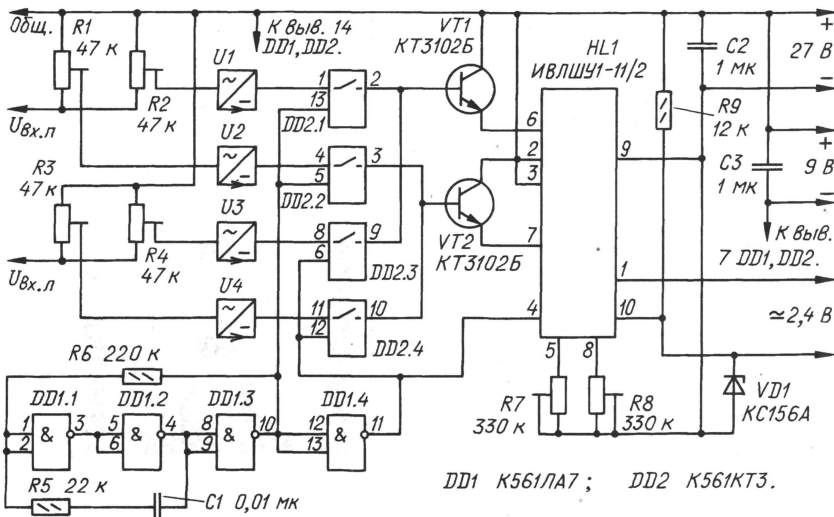 Общ. R1 47 к
К выв. 14 DD1, DD2.
VT1 КТ3102Б
HL1 ИВЛШУ1-11/2
C2 1 мк
+ 27 В −
R2 47 к
U1
~ −
1 2 13
DD2.1
R9 12 к
Uвх.п
R3 47 к
U2
~ −
4 3 5
DD2.2
6
2
3
9
C3 1 мк
+ 9 В −
U3
~ −
8 9 6
DD2.3
VT2 КТ3102Б
7
К выв. 7 DD1, DD2.
Uвх.л
R4 47 к
U4
~ −
11 10 12
DD2.4
4
1
10
≃2,4 В
R6 220 к
5 8
DD1.1 DD1.2 DD1.3 DD1.4
1 2 & 3
5 6 & 4
8 9 & 10
12 13 & 11
R7 330 к
R8 330 к
VD1 КС156А
R5 22 к
C1 0,01 мк
DD1 К561ЛА7; DD2 К561КТ3.